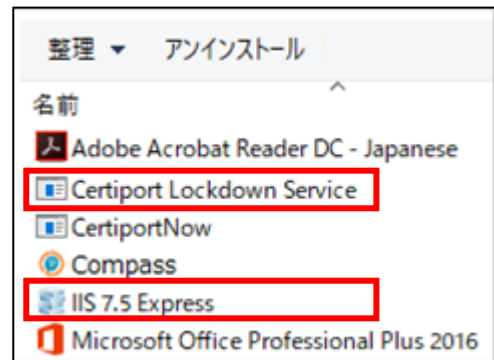 整理 ▼ アンインストール
名前
Adobe Acrobat Reader DC - Japanese
Certiport Lockdown Service
CertiportNow
Compass
IIS 7.5 Express
Microsoft Office Professional Plus 2016